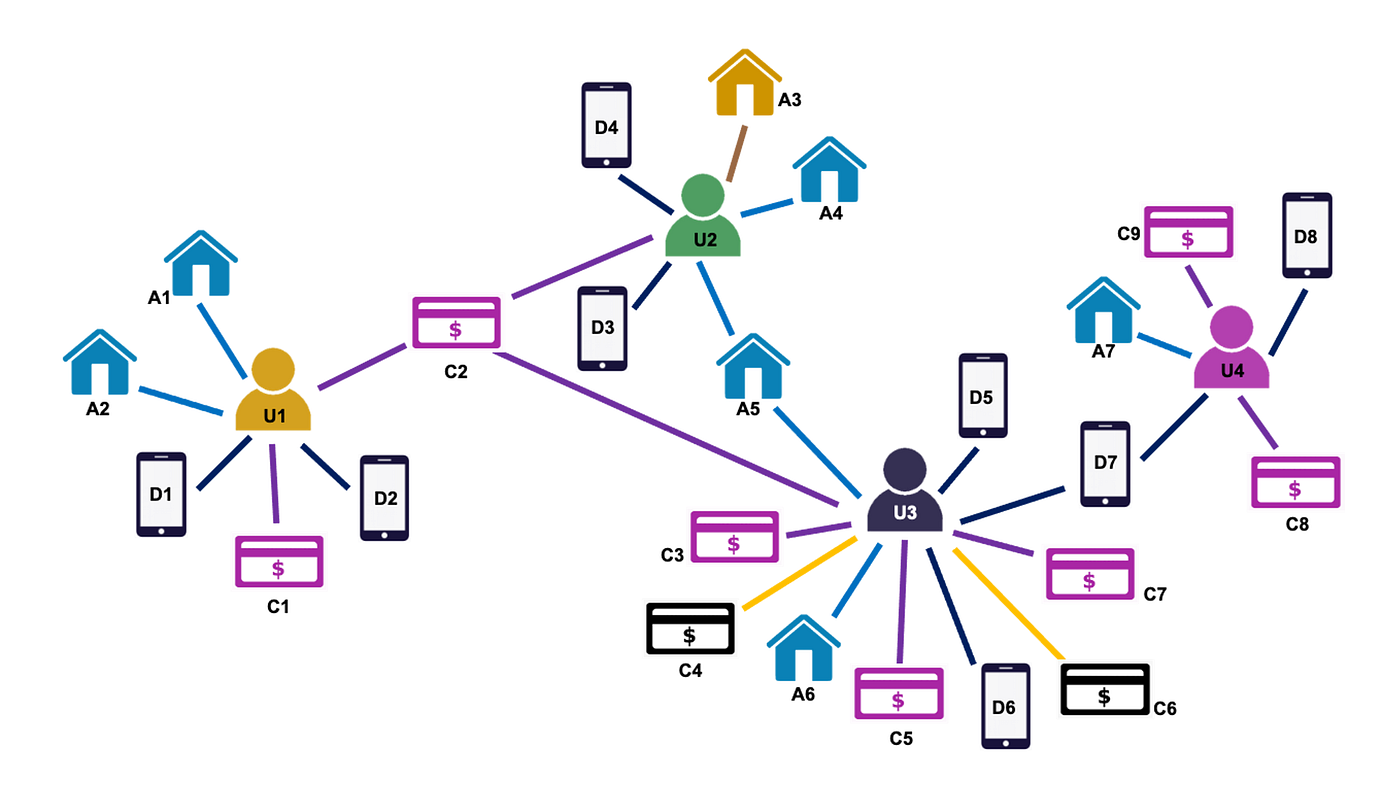 D4
A3
A4
U2
C9
$
D8
A1
D3
$
C2
A7
U4
A2
U1
A5
D5
D7
D1
D2
$
C8
U3
C3
$
$
C1
$
C7
$
C4
A6
$
C5
D6
$
C6